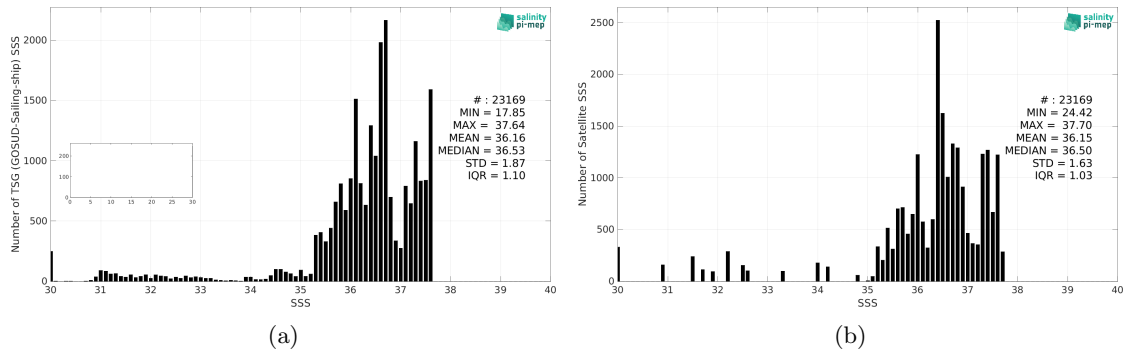 salinity
pi-mep
Number of TSG (GOSUD-Sailing-ship) SSS
2000
1500
1000
500
0
# : 23169
MIN = 17.85
MAX = 37.64
MEAN = 36.16
MEDIAN = 36.53
STD = 1.87
IQR = 1.10
200
100
0
0 5 10 15 20 25 30
30 31 32 33 34 35 36 37 38 39 40
SSS
(a)
salinity
pi-mep
Number of Satellite SSS
2500
2000
1500
1000
500
0
# : 23169
MIN = 24.42
MAX = 37.70
MEAN = 36.15
MEDIAN = 36.50
STD = 1.63
IQR = 1.03
30 31 32 33 34 35 36 37 38 39 40
SSS
(b)